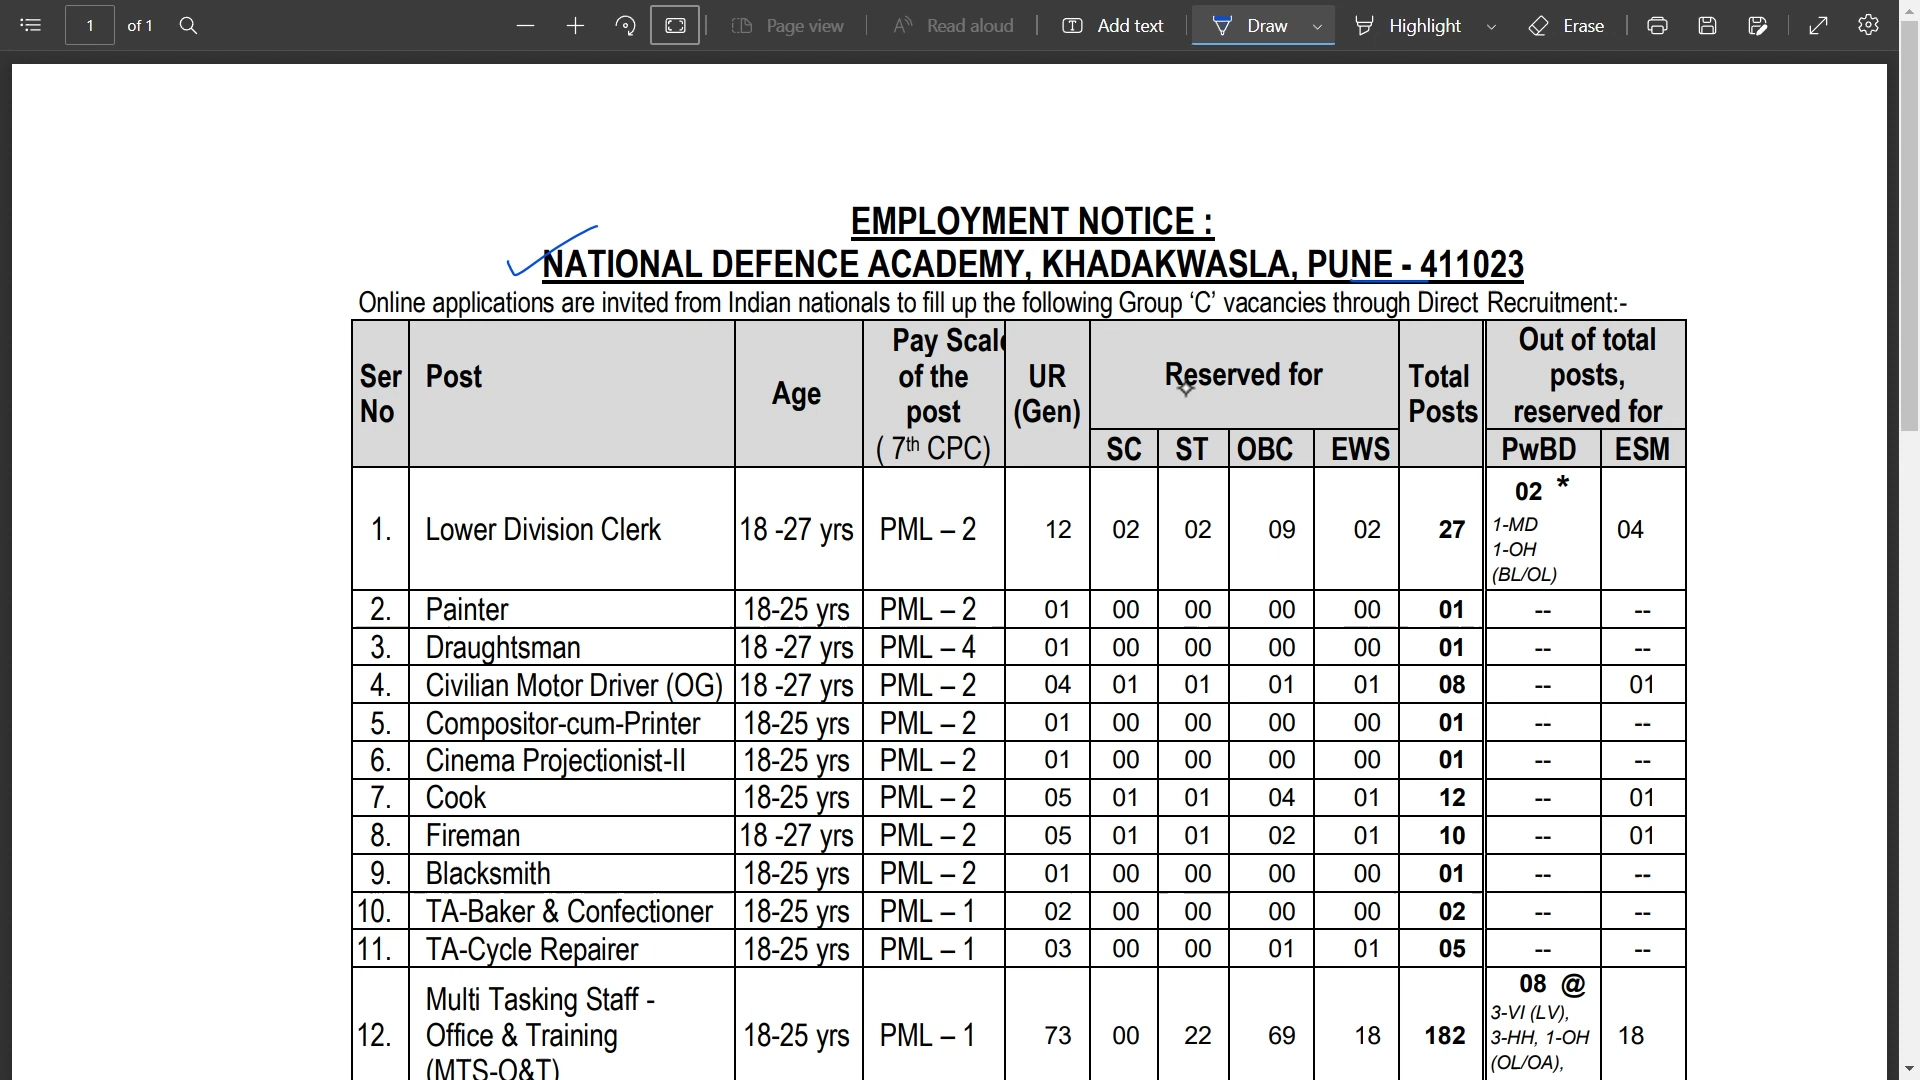 1 of 1 Page view Read aloud Add text Draw Highlight Erase
EMPLOYMENT NOTICE :
NATIONAL DEFENCE ACADEMY, KHADAKWASLA, PUNE - 411023
Online applications are invited from Indian nationals to fill up the following Group ‘C’ vacancies through Direct Recruitment:-
Ser No Post Age Pay Scale of the post ( 7th CPC) UR (Gen) Reserved for Total Posts Out of total posts, reserved for
SC ST OBC EWS PwBD ESM
1. Lower Division Clerk 18 -27 yrs PML – 2 12 02 02 09 02 27 02 * 1-MD 1-OH (BL/OL) 04
2. Painter 18-25 yrs PML – 2 01 00 00 00 00 01 -- --
3. Draughtsman 18 -27 yrs PML – 4 01 00 00 00 00 01 -- --
4. Civilian Motor Driver (OG) 18 -27 yrs PML – 2 04 01 01 01 01 08 -- 01
5. Compositor-cum-Printer 18-25 yrs PML – 2 01 00 00 00 00 01 -- --
6. Cinema Projectionist-II 18-25 yrs PML – 2 01 00 00 00 00 01 -- --
7. Cook 18-25 yrs PML – 2 05 01 01 04 01 12 -- 01
8. Fireman 18 -27 yrs PML – 2 05 01 01 02 01 10 -- 01
9. Blacksmith 18-25 yrs PML – 2 01 00 00 00 00 01 -- --
10. TA-Baker & Confectioner 18-25 yrs PML – 1 02 00 00 00 00 02 -- --
11. TA-Cycle Repairer 18-25 yrs PML – 1 03 00 00 01 01 05 -- --
12. Multi Tasking Staff - Office & Training (MTS-O&T) 18-25 yrs PML – 1 73 00 22 69 18 182 08 @ 3-VI (LV), 3-HH, 1-OH (OL/OA), 18